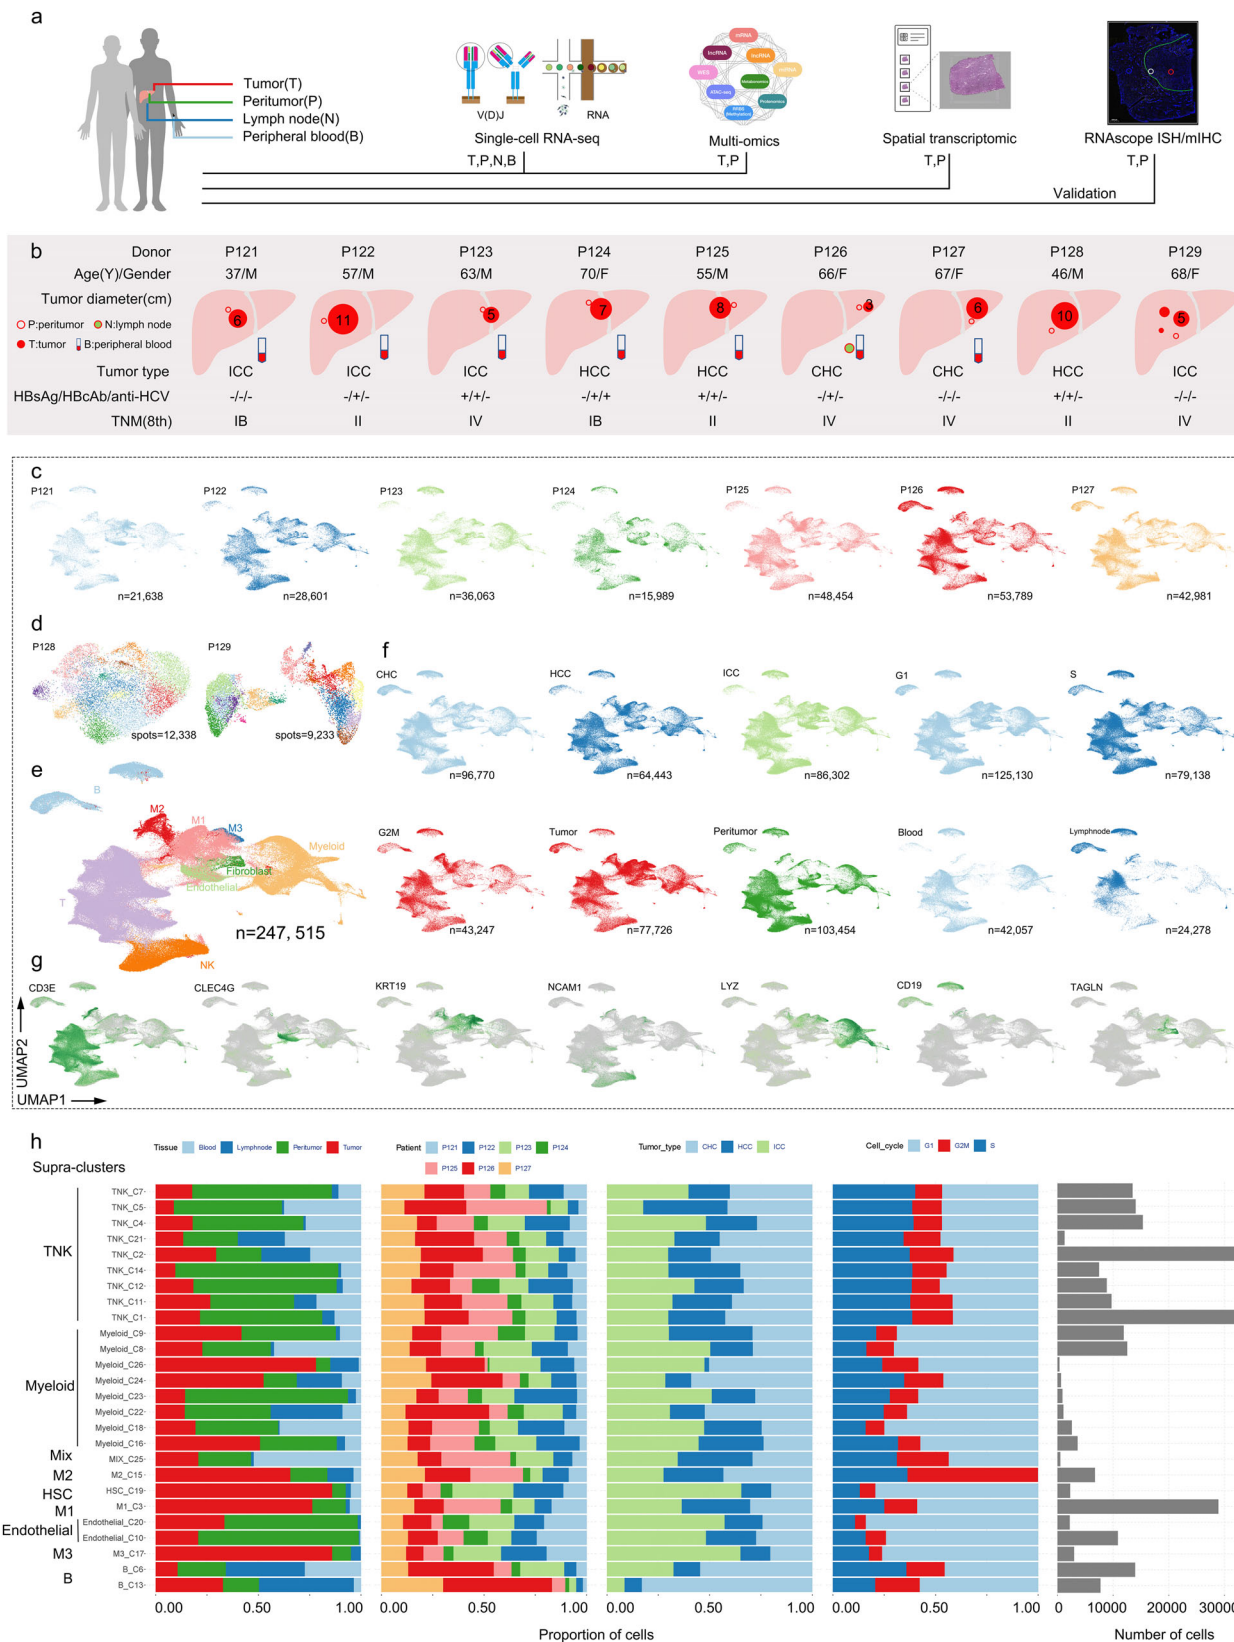 a
Tumor(T)
Peritumor(P)
Lymph node(N)
Peripheral blood(B)
V(D)J
RNA
Single-cell RNA-seq
T,P,N,B
mRNA
lncRNA
circRNA
WES
Metabonomics
ATAC-seq
Proteomics
RRBS
Methylation
Multi-omics
T,P
Spatial transcriptomic
T,P
RNAscope ISH/mIHC
T,P
Validation
b
Donor P121 P122 P123 P124 P125 P126 P127 P128 P129
Age(Y)/Gender 37/M 57/M 63/M 70/F 55/M 66/F 67/F 46/M 68/F
Tumor diameter(cm) 6 11 5 7 8 3 6 10 5
P:peritumor N:lymph node
T:tumor B:peripheral blood
Tumor type ICC ICC ICC HCC HCC CHC CHC HCC ICC
HBsAg/HBcAb/anti-HCV -/-/- -/+/- +/+/- -/+/+ +/+/- -/+/- -/-/- +/+/- -/-/-
TNM(8th) IB II IV IB II IV IV II IV
c
P121 P122 P123 P124 P125 P126 P127
n=21,638 n=28,601 n=36,063 n=15,989 n=48,454 n=53,789 n=42,981
d
P128 P129
spots=12,338 spots=9,233
e
B
M2
M1
M3
Myeloid
Fibroblast
Endothelial
T
NK
n=247, 515
f
CHC HCC ICC G1 S
n=96,770 n=64,443 n=86,302 n=125,130 n=79,138
G2M Tumor Peritumor Blood Lymphnode
n=43,247 n=77,726 n=103,454 n=42,057 n=24,278
g
CD3E CLEC4G KRT19 NCAM1 LYZ CD19 TAGLN
UMAP2
UMAP1
h
Tissue Blood Lymphnode Peritumor Tumor
Patient P121 P122 P123 P124
P125 P126 P127
Tumor_type CHC HCC ICC
Cell_cycle G1 G2M S
Supra-clusters
TNK
TNK_C7
TNK_C5
TNK_C4
TNK_C21
TNK_C2
TNK_C14
TNK_C12
TNK_C11
TNK_C1
Myeloid
Myeloid_C9
Myeloid_C8
Myeloid_C26
Myeloid_C24
Myeloid_C23
Myeloid_C22
Myeloid_C18
Myeloid_C16
Mix MIX_C25
M2 M2_C15
HSC HSC_C19
M1 M1_C3
Endothelial
Endothelial_C20
Endothelial_C10
M3 M3_C17
B
B_C6
B_C13
0.00 0.50 1.00 0.00 0.50 1.00 0.00 0.50 1.00 0.00 0.50 1.00 0 10000 20000 30000
Proportion of cells
Number of cells